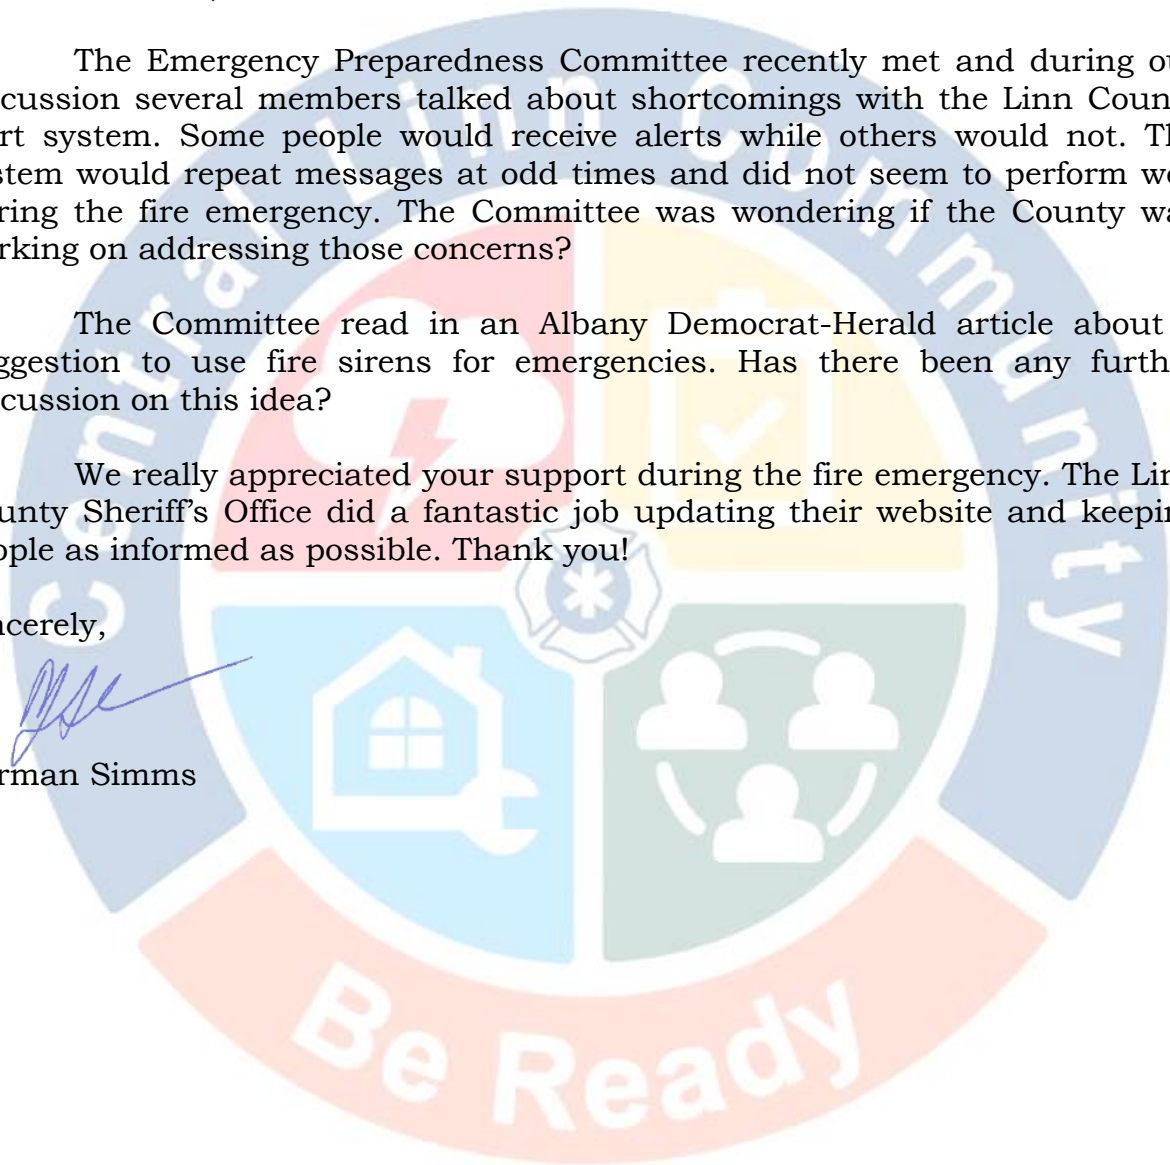 The Emergency Preparedness Committee recently met and during ou
cussion several members talked about shortcomings with the Linn Coun
rt system. Some people would receive alerts while others would not. Th
stem would repeat messages at odd times and did not seem to perform we
ring the fire emergency. The Committee was wondering if the County wa
rking on addressing those concerns?
The Committee read in an Albany Democrat-Herald article about
ggestion to use fire sirens for emergencies. Has there been any furth
cussion on this idea?
We really appreciated your support during the fire emergency. The Lin
unty Sheriff's Office did a fantastic job updating their website and keepin
ople as informed as possible. Thank you!
ncerely,
rman Simms
Central Linn Community
Be Ready